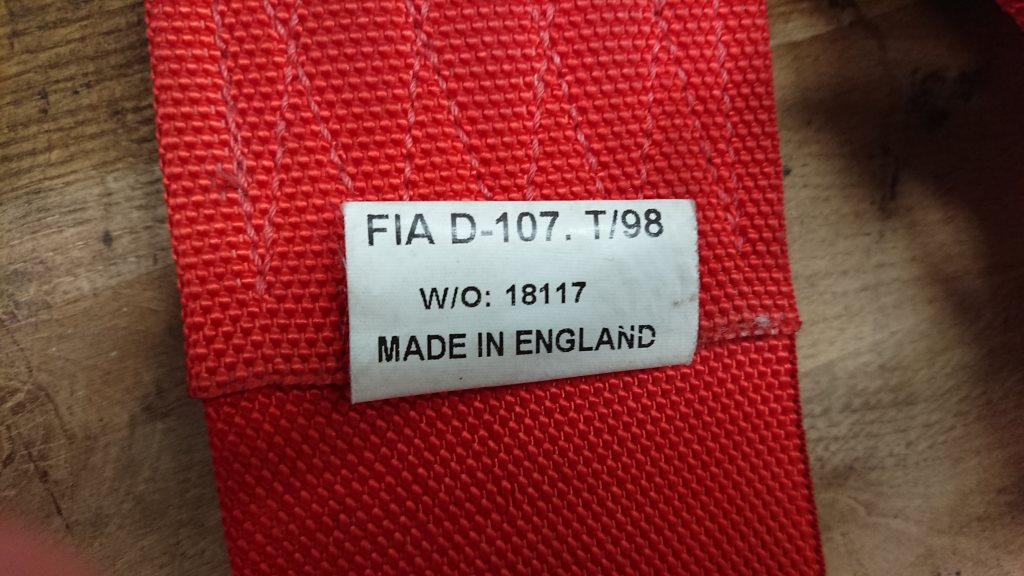 FIA D-107. T/98
W/O: 18117
MADE IN ENGLAND